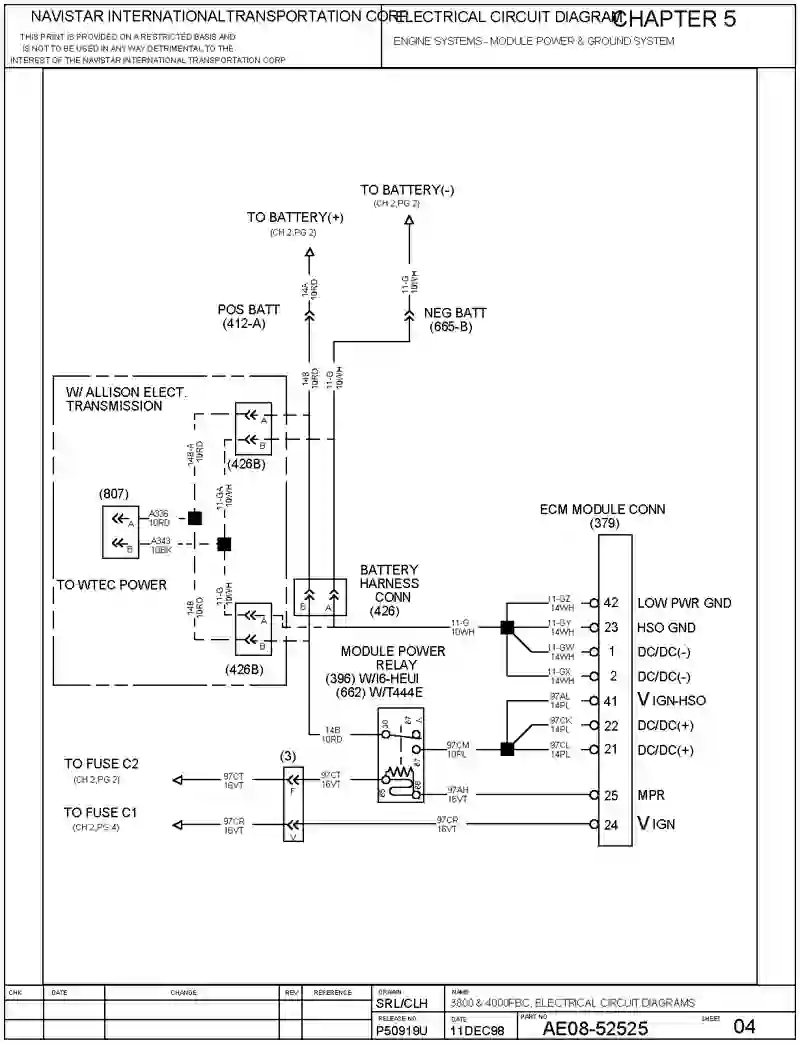 NAVISTAR INTERNATIONAL TRANSPORTATION CORP
THIS PRINT IS PROVIDED ON A RESTRICTED BASIS AND
IS NOT TO BE USED IN ANY WAY DETRIMENTAL TO THE
INTEREST OF THE NAVISTAR INTERNATIONAL TRANSPORTATION CORP
ELECTRICAL CIRCUIT DIAGRAM
CHAPTER 5
ENGINE SYSTEMS - MODULE POWER & GROUND SYSTEM
TO BATTERY(-)
(CH 2,PG 2)
TO BATTERY(+)
(CH 2,PG 2)
14A
10RD
11-G
10WH
POS BATT
(412-A)
NEG BATT
(665-B)
14B
10RD
11-G
10WH
W/ ALLISON ELECT.
TRANSMISSION
A
B
(426B)
14B-A
10RD
11-GA
10WH
(807)
A
B
A336
10RD
A343
10BK
TO WTEC POWER
14B
10RD
11-G
10WH
A
B
(426B)
BATTERY
HARNESS
CONN
(426)
B
A
ECM MODULE CONN
(379)
11-G
10WH
11-GZ
14WH
42
LOW PWR GND
11-GY
14WH
23
HSO GND
11-GW
14WH
1
DC/DC(-)
11-GX
14WH
2
DC/DC(-)
97AL
14PL
41
VIGN-HSO
97CK
14PL
22
DC/DC(+)
97CL
14PL
21
DC/DC(+)
MODULE POWER
RELAY
(396) W/I6-HEUI
(662) W/T444E
14B
10RD
30
87
A
87
85
86
97CM
10PL
97AH
16VT
25
MPR
97CR
16VT
24
VIGN
(3)
F
V
TO FUSE C2
(CH 2,PG 2)
97CT
16VT
97CT
16VT
TO FUSE C1
(CH 2,PG 4)
97CR
16VT
CHK
DATE
CHANGE
REV
REFERENCE
DRAWN
SRL/CLH
NAME
3800 & 4000FBC, ELECTRICAL CIRCUIT DIAGRAMS
RELEASE NO.
P50919U
DATE
11DEC98
PART NO
AE08-52525
SHEET
04